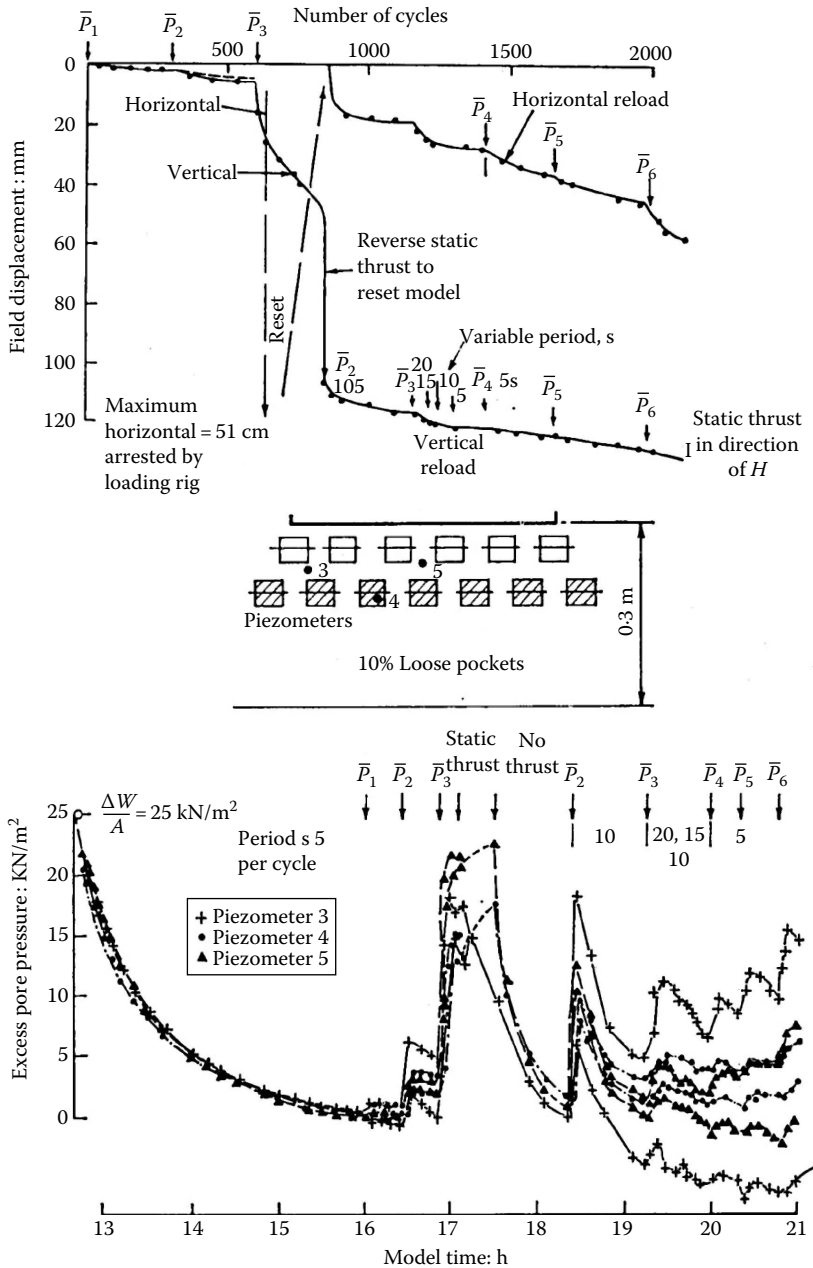 Number of cycles
P̅₁ P̅₂ P̅₃
500 1000 1500 2000
0
20
40
60
80
100
120
Field displacement : mm
Horizontal
Vertical
Horizontal reload
P̅₄
P̅₅
P̅₆
Reset
Reverse static
thrust to
reset model
Variable period, s
P̅₂
105
P̅₃
20
15
10
5
P̅₄ 5s
P̅₅
P̅₆
Vertical
reload
Maximum
horizontal = 51 cm
arrested by
loading rig
I
Static thrust
in direction
of H
3
5
4
Piezometers
10% Loose pockets
0·3 m
Static
thrust
No
thrust
P̅₁ P̅₂ P̅₃ P̅₂ P̅₃ P̅₄ P̅₅ P̅₆
ΔW/A = 25 kN/m²
Period s 5
per cycle
10
20, 15
10
5
Piezometer 3
Piezometer 4
Piezometer 5
25
20
15
10
5
0
Excess pore pressure : KN/m²
13 14 15 16 17 18 19 20 21
Model time: h